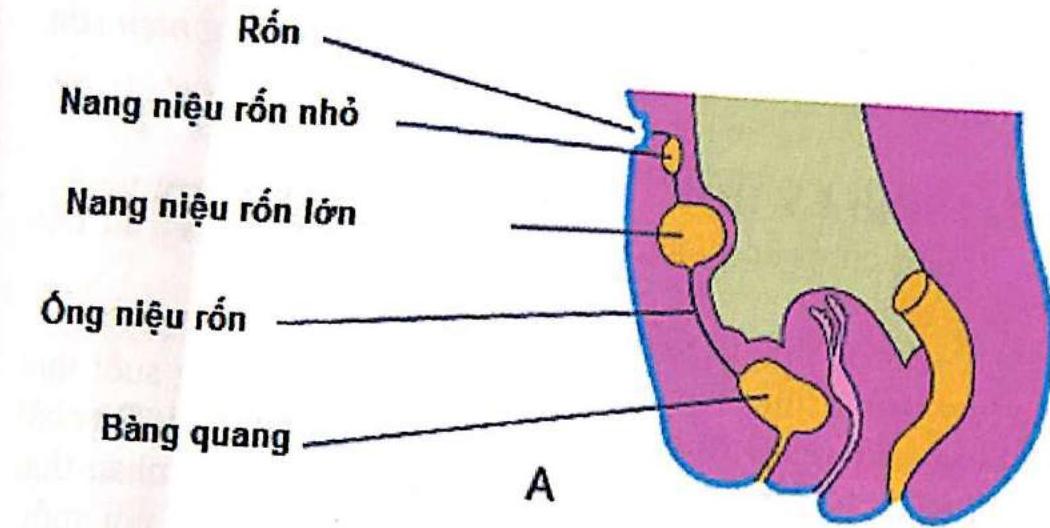 Rốn
Nang niệu rốn nhỏ
Nang niệu rốn lớn
Ống niệu rốn
Bàng quang
A